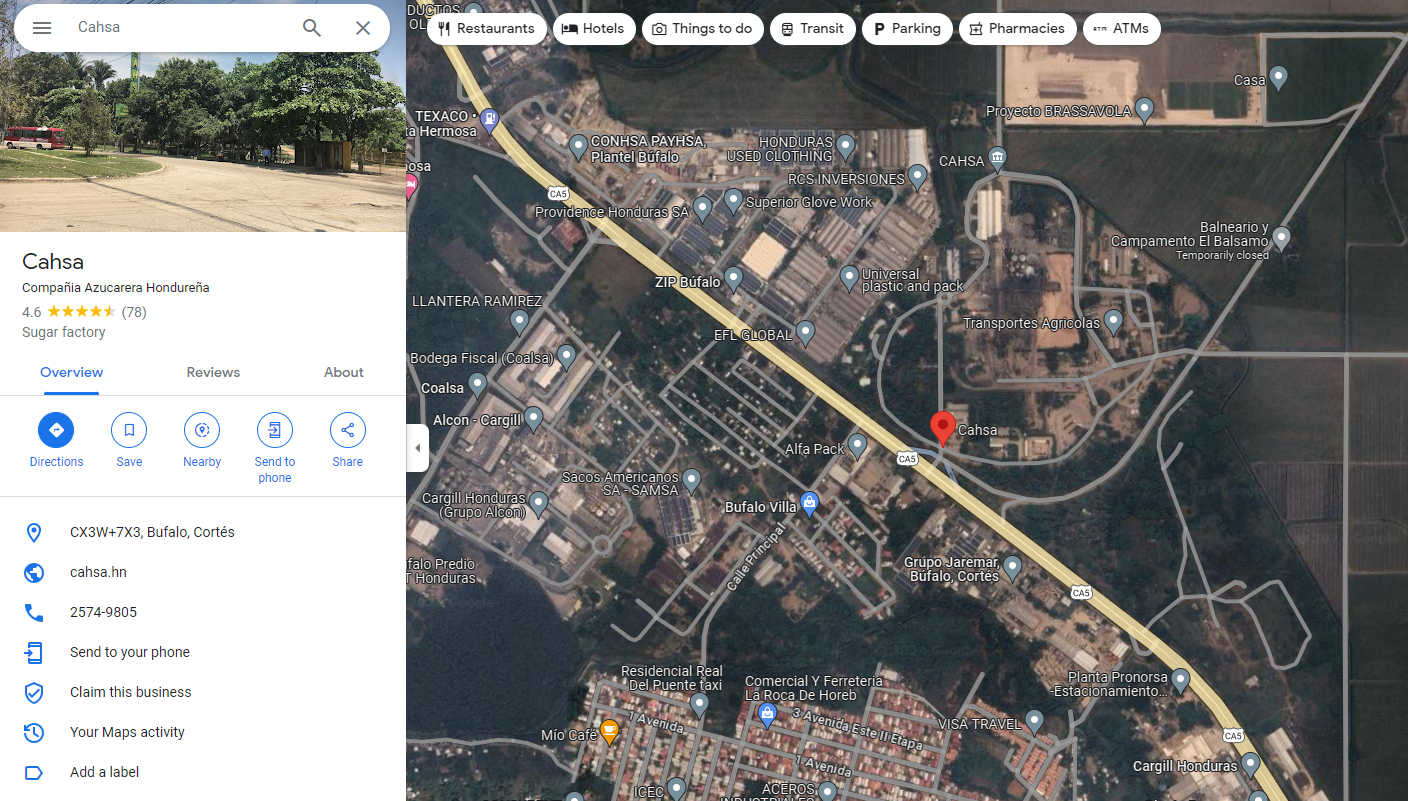 Cahsa
Cahsa
Compañia Azucarera Hondureña
4.6
(78)
Sugar factory
Overview
Reviews
About
Directions
Save
Nearby
Send to
phone
Share
CX3W+7X3, Bufalo, Cortés
cahsa.hn
2574-9805
Send to your phone
Claim this business
Your Maps activity
Add a label
Restaurants
Hotels
Things to do
Transit
Parking
Pharmacies
ATM
ATMs
DUCTOS
OL
TEXACO •
ta Hermosa
osa
CONHSA PAYHSA,
Plantel Búfalo
HONDURAS
USED CLOTHING
Proyecto BRASSAVOLA
Casa
CAHSA
RCS INVERSIONES
CA5
Superior Glove Work
Providence Honduras SA
Balneario y
Campamento El Balsamo
Temporarily closed
ZIP Búfalo
Universal
plastic and pack
LLANTERA RAMIREZ
EFL GLOBAL
Transportes Agricolas
Bodega Fiscal (Coalsa)
Coalsa
Alcon - Cargill
Alfa Pack
Cahsa
CA5
Sacos Americanos
SA - SAMSA
Cargill Honduras
(Grupo Alcon)
Bufalo Villa
Calle Principal
falo Predio
T Honduras
Grupo Jaremar,
Búfalo, Cortés
CA5
Residencial Real
Del Puente taxi
Comercial Y Ferreteria
La Roca De Horeb
Planta Pronorsa
-Estacionamiento...
1 Avenida
3 Avenida Este II Etapa
Mío Café
VISA TRAVEL
CA5
1 Avenida
Cargill Honduras
ICEC
ACEROS
INDUSTRIALES